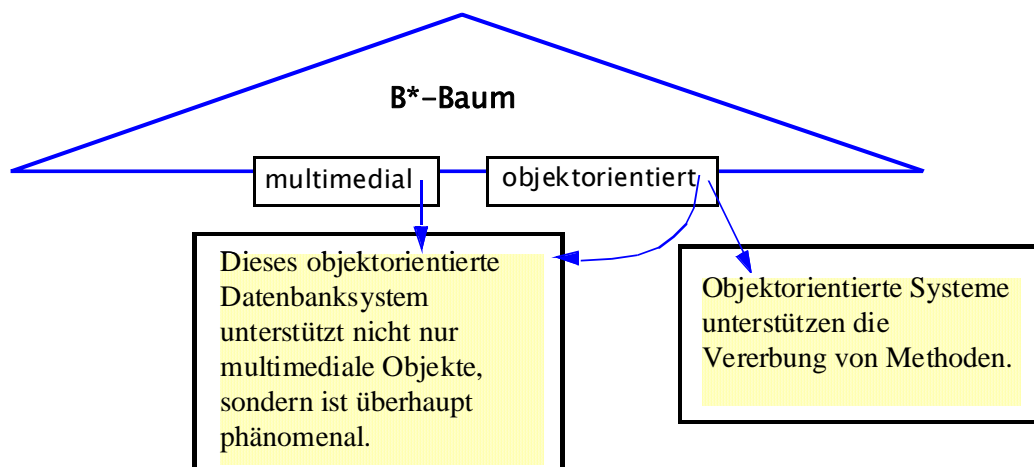 B*-Baum
multimedial
objektorientiert
Dieses objektorientierte
Datenbanksystem
unterstützt nicht nur
multimediale Objekte,
sondern ist überhaupt
phänomenal.
Objektorientierte Systeme
unterstützen die
Vererbung von Methoden.